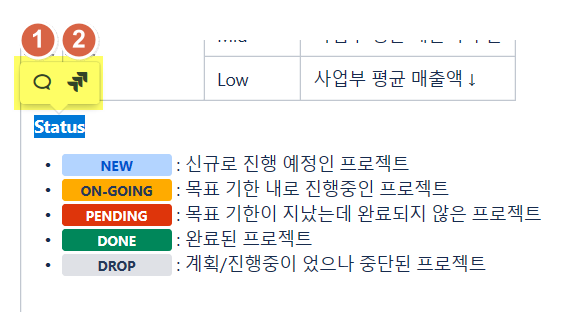 1 2
Low 사업부 평균 매출액 ↓
Status
• NEW : 신규로 진행 예정인 프로젝트
• ON-GOING : 목표 기한 내로 진행중인 프로젝트
• PENDING : 목표 기한이 지났는데 완료되지 않은 프로젝트
• DONE : 완료된 프로젝트
• DROP : 계획/진행중이 었으나 중단된 프로젝트